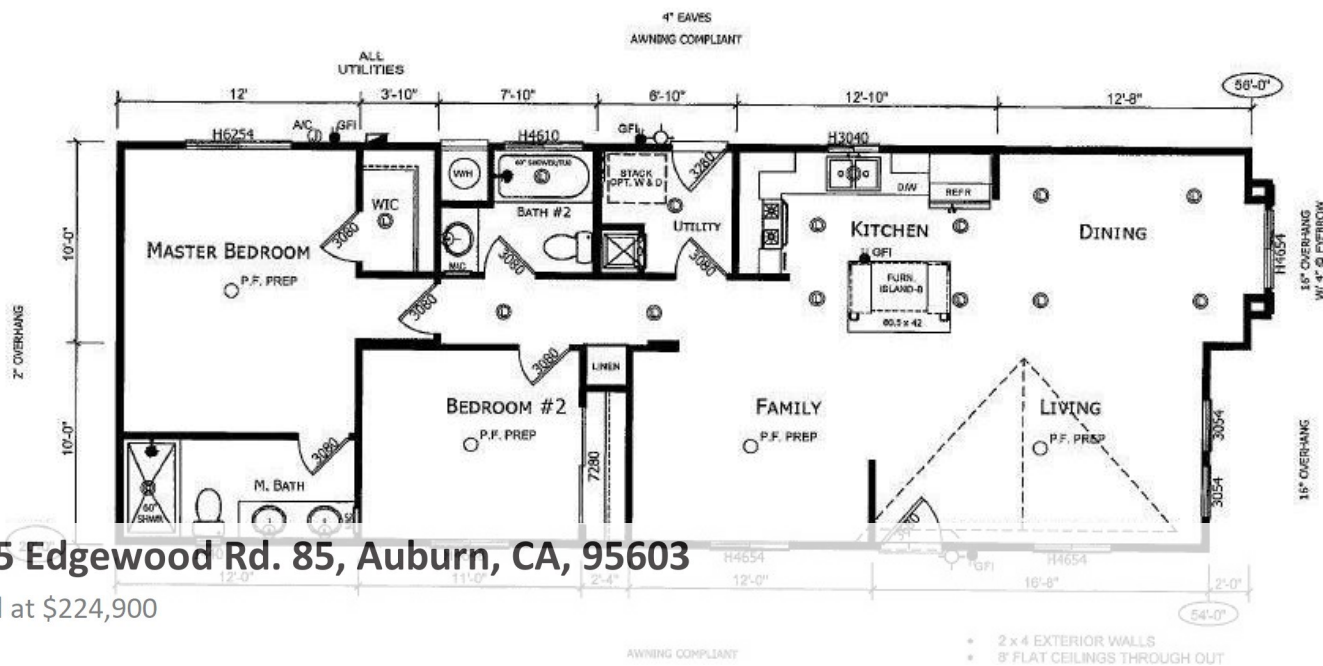 4" EAVES
AWNING COMPLIANT
ALL
UTILITIES
12'
3'-10"
7'-10"
6'-10"
12'-10"
12'-8"
56'-0"
H6254
A/C
GFI
H4610
GFI
H3040
W/H
60" SHOWER/TUB
STACK
OPT. W & D
3280
D/W
REFR
WIC
BATH #2
UTILITY
KITCHEN
DINING
MASTER BEDROOM
3080
3080
3080
GFI
H4654
16" OVERHANG
W/ 4" @ EYEBROW
10'-0"
P.F. PREP
3080
FURN.
ISLAND-B
60.5 x 42
2" OVERHANG
3080
LINEN
BEDROOM #2
P.F. PREP
FAMILY
P.F. PREP
LIVING
P.F. PREP
3054
3054
16" OVERHANG
10'-0"
3080
7280
M. BATH
60"
SHWR
3080
5 Edgewood Rd. 85, Auburn, CA, 95603
H4654
GFI
H4654
12'-0"
11'-0"
2'-4"
12'-0"
16'-8"
2'-0"
at $224,900
54'-0"
AWNING COMPLIANT
• 2 x 4 EXTERIOR WALLS
• 8' FLAT CEILINGS THROUGH OUT